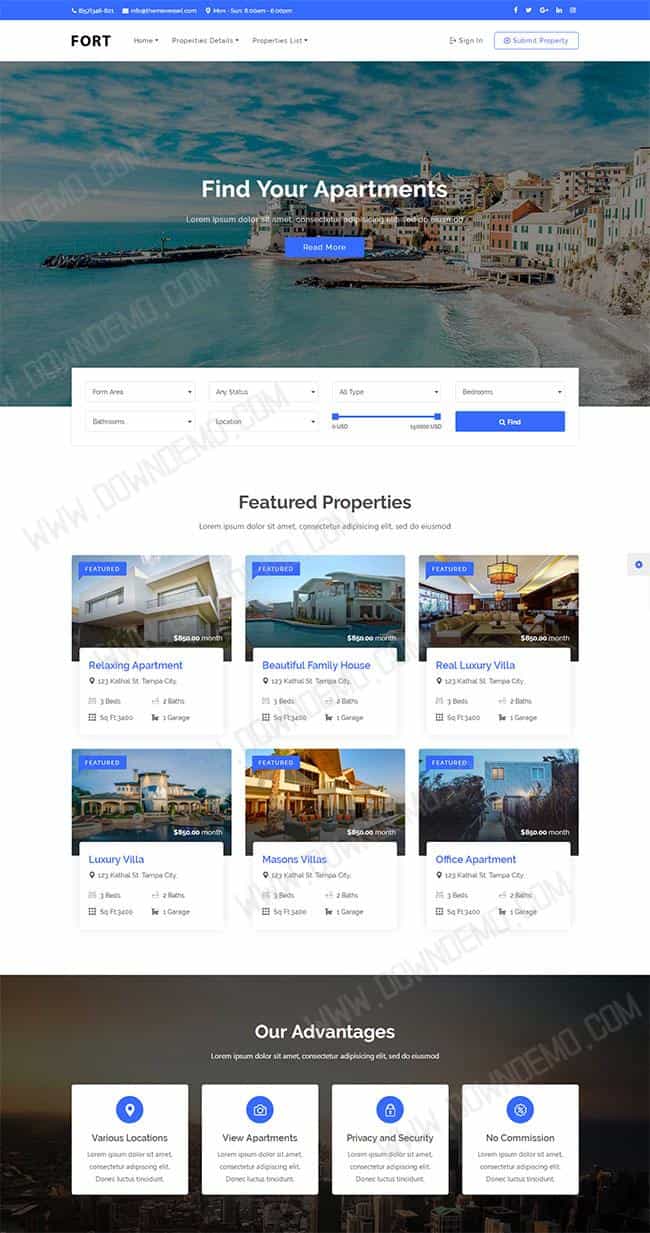 (857)346-621 info@themevessel.com Mon - Sun: 8:00am - 6:00pm
FORT Home Properties Details Properties List Sign In Submit Property
Find Your Apartments
Lorem ipsum dolor sit amet, consectetur adipisicing elit sed do eiusmod
Read More
Form Area Any Status All Type Bedrooms
Bathrooms Location Find
0 USD 150000 USD
Featured Properties
Lorem ipsum dolor sit amet, consectetur adipisicing elit, sed do eiusmod
FEATURED FEATURED FEATURED
$850.00 month $850.00 month $850.00 month
Relaxing Apartment Beautiful Family House Real Luxury Villa
123 Kathal St. Tampa City, 123 Kathal St. Tampa City, 123 Kathal St. Tampa City,
3 Beds 2 Baths 3 Beds 2 Baths 3 Beds 2 Baths
Sq Ft:3400 1 Garage Sq Ft:3400 1 Garage Sq Ft:3400 1 Garage
FEATURED FEATURED FEATURED
$850.00 month $850.00 month $850.00 month
Luxury Villa Masons Villas Office Apartment
123 Kathal St. Tampa City, 123 Kathal St. Tampa City, 123 Kathal St. Tampa City,
3 Beds 2 Baths 3 Beds 2 Baths 3 Beds 2 Baths
Sq Ft:3400 1 Garage Sq Ft:3400 1 Garage Sq Ft:3400 1 Garage
Our Advantages
Lorem ipsum dolor sit amet, consectetur adipisicing elit, sed do eiusmod
Various Locations View Apartments Privacy and Security No Commission
Lorem ipsum dolor sit amet, Lorem ipsum dolor sit amet, Lorem ipsum dolor sit amet, Lorem ipsum dolor sit amet,
consectetur adipiscing elit. consectetur adipiscing elit. consectetur adipiscing elit. consectetur adipiscing elit.
Donec luctus tincidunt. Donec luctus tincidunt. Donec luctus tincidunt. Donec luctus tincidunt.
WWW.DOWNDEMO.COM